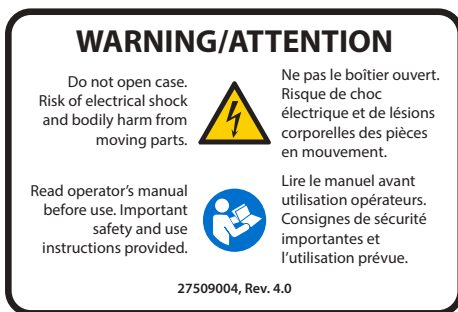 WARNING/ATTENTION
Do not open case.
Risk of electrical shock
and bodily harm from
moving parts.
Ne pas le boîtier ouvert.
Risque de choc
électrique et de lésions
corporelles des pièces
en mouvement.
Read operator's manual
before use. Important
safety and use
instructions provided.
Lire le manuel avant
utilisation opérateurs.
Consignes de sécurité
importantes et
l'utilisation prévue.
27509004, Rev. 4.0